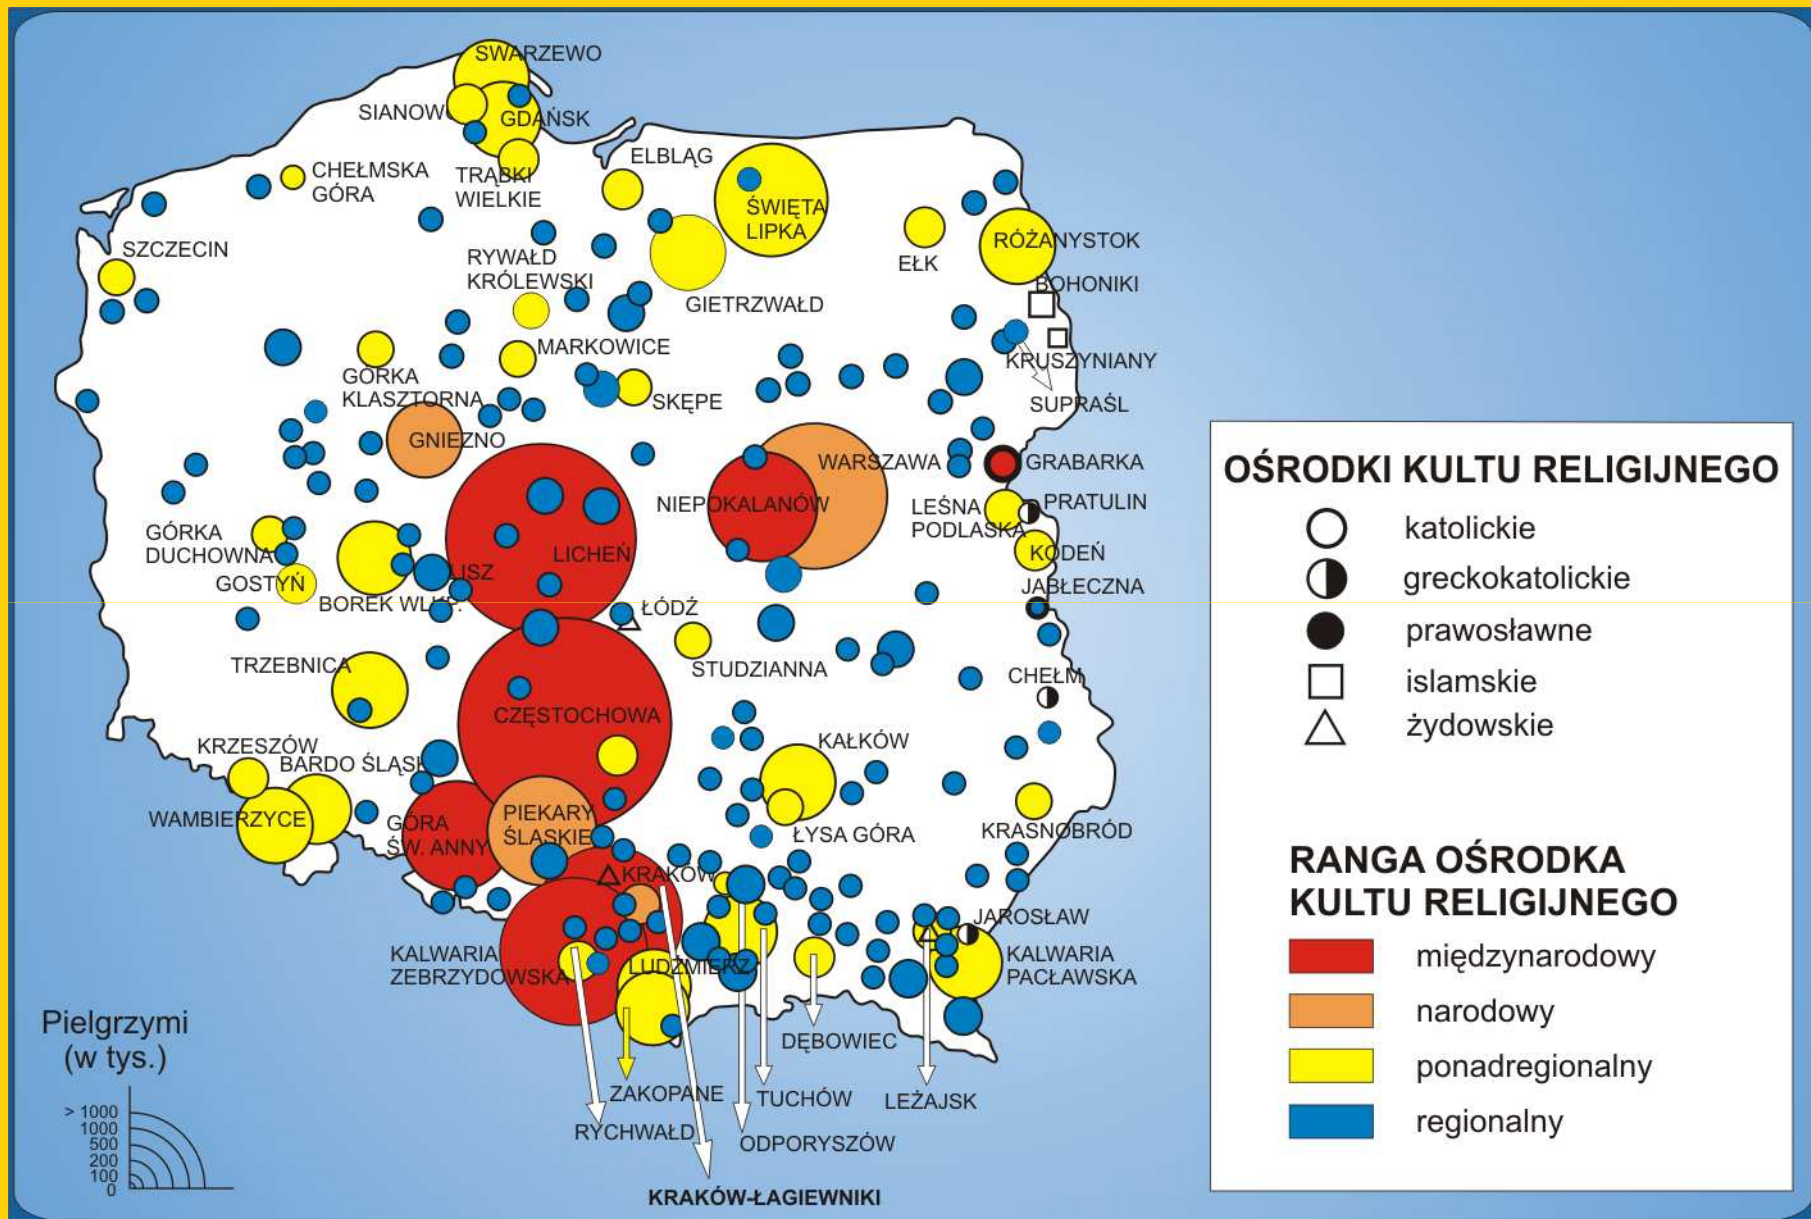 SWARZEWO
SIANOWO
GDAŃSK
CHEŁMSKA
GÓRA
TRĄBKI
WIELKIE
ELBLĄG
ŚWIĘTA
LIPKA
SZCZECIN
RYWAŁD
KRÓLEWSKI
GIETRZWAŁD
EŁK
RÓŻANYSTOK
BOHONIKI
KRUSZYNIANY
SUPRAŚL
MARKOWICE
GÓRKA
KLASZTORNA
SKĘPE
GNIEZNO
WARSZAWA
GRABARKA
NIEPOKALANÓW
LEŚNA
PODLASKA
PRATULIN
KODEŃ
JABŁECZNA
GÓRKA
DUCHOWNA
GOSTYŃ
BOREK WLKP.
LISZ
LICHEŃ
ŁÓDŹ
STUDZIANNA
TRZEBNICA
CHEŁM
CZĘSTOCHOWA
KRZESZÓW
BARDO ŚLĄSK
WAMBIERZYCE
KAŁKÓW
ŁYSA GÓRA
KRASNOBRÓD
GÓRA
ŚW. ANNY
PIEKARY
ŚLĄSKIE
KRAKÓW
KALWARIA
ZEBRZYDOWSKA
LUDŹMIERZ
JAROSŁAW
KALWARIA
PACŁAWSKA
DĘBOWIEC
ZAKOPANE
TUCHÓW
LEŻAJSK
RYCHWAŁD
ODPORYSZÓW
KRAKÓW-ŁAGIEWNIKI
Pielgrzymi
(w tys.)
> 1000
1000
500
200
100
0
OŚRODKI KULTU RELIGIJNEGO
katolickie
greckokatolickie
prawosławne
islamskie
żydowskie
RANGA OŚRODKA
KULTU RELIGIJNEGO
międzynarodowy
narodowy
ponadregionalny
regionalny